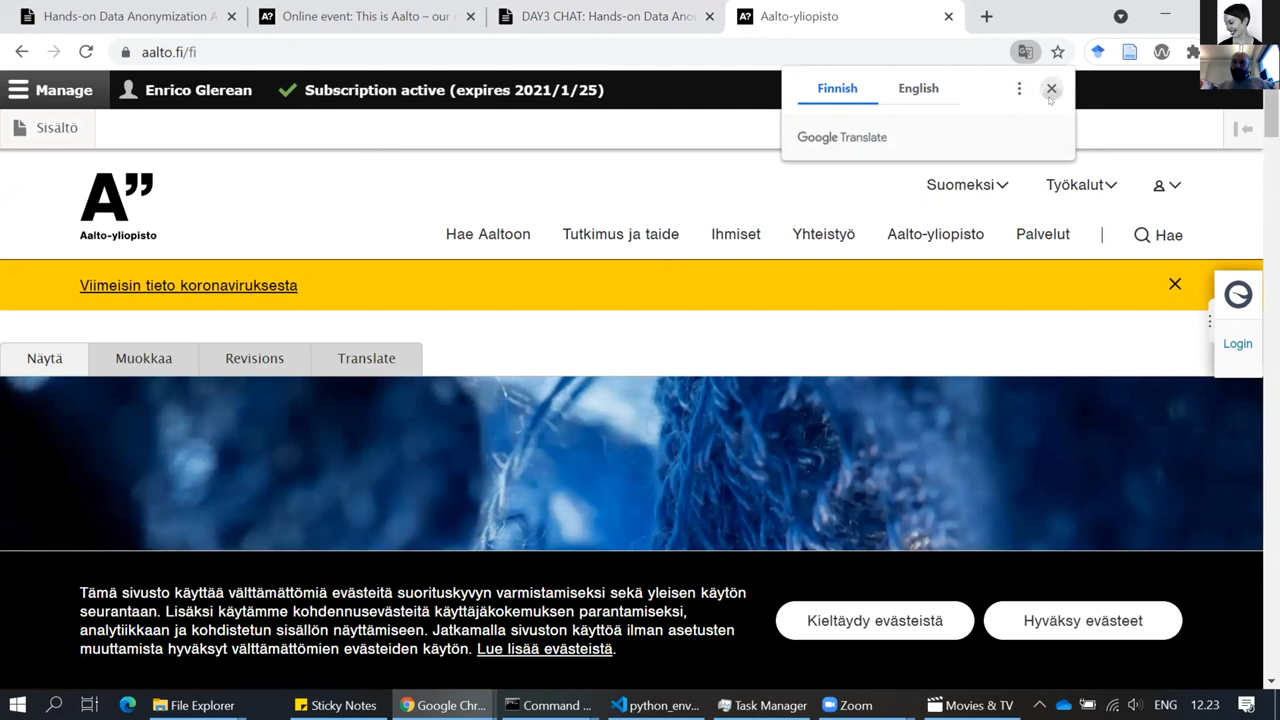 Hands-on Data Anonymization A
Online event: This is Aalto – our c
DAY3 CHAT: Hands-on Data Ano
Aalto-yliopisto
aalto.fi/fi
Manage
Enrico Glerean
Subscription active (expires 2021/1/25)
Finnish
English
Google Translate
Sisältö
A”
Aalto-yliopisto
Suomeksi
Työkalut
Hae Aaltoon
Tutkimus ja taide
Ihmiset
Yhteistyö
Aalto-yliopisto
Palvelut
Hae
Viimeisin tieto koronaviruksesta
Login
Näytä
Muokkaa
Revisions
Translate
Tämä sivusto käyttää välttämättömiä evästeitä suorituskyvyn varmistamiseksi sekä yleisen käytön
seurantaan. Lisäksi käytämme kohdennusevästeitä käyttäjäkokemuksen parantamiseksi,
analytiikkaan ja kohdistetun sisällön näyttämiseen. Jatkamalla sivuston käyttöä ilman asetusten
muuttamista hyväksyt välttämättömien evästeiden käytön. Lue lisää evästeistä.
Kieltäydy evästeistä
Hyväksy evästeet
File Explorer
Sticky Notes
Google Chr...
Command ...
python_env...
Task Manager
Zoom
Movies & TV
ENG
12.23